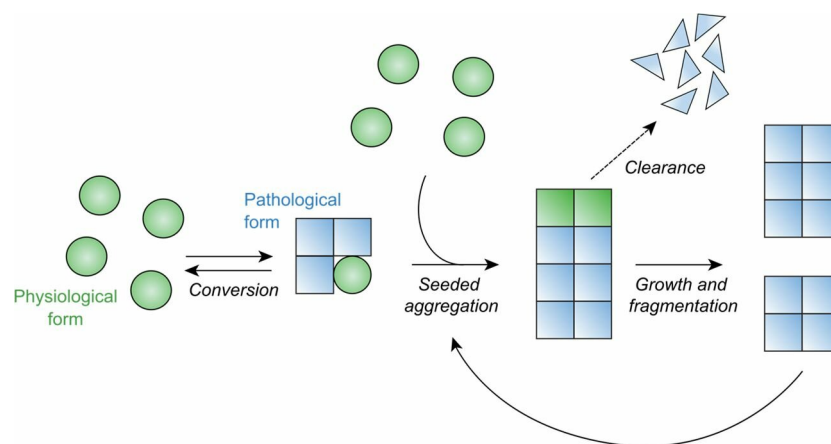 Clearance
Pathological
form
Physiological
form
Conversion
Seeded
aggregation
Growth and
fragmentation